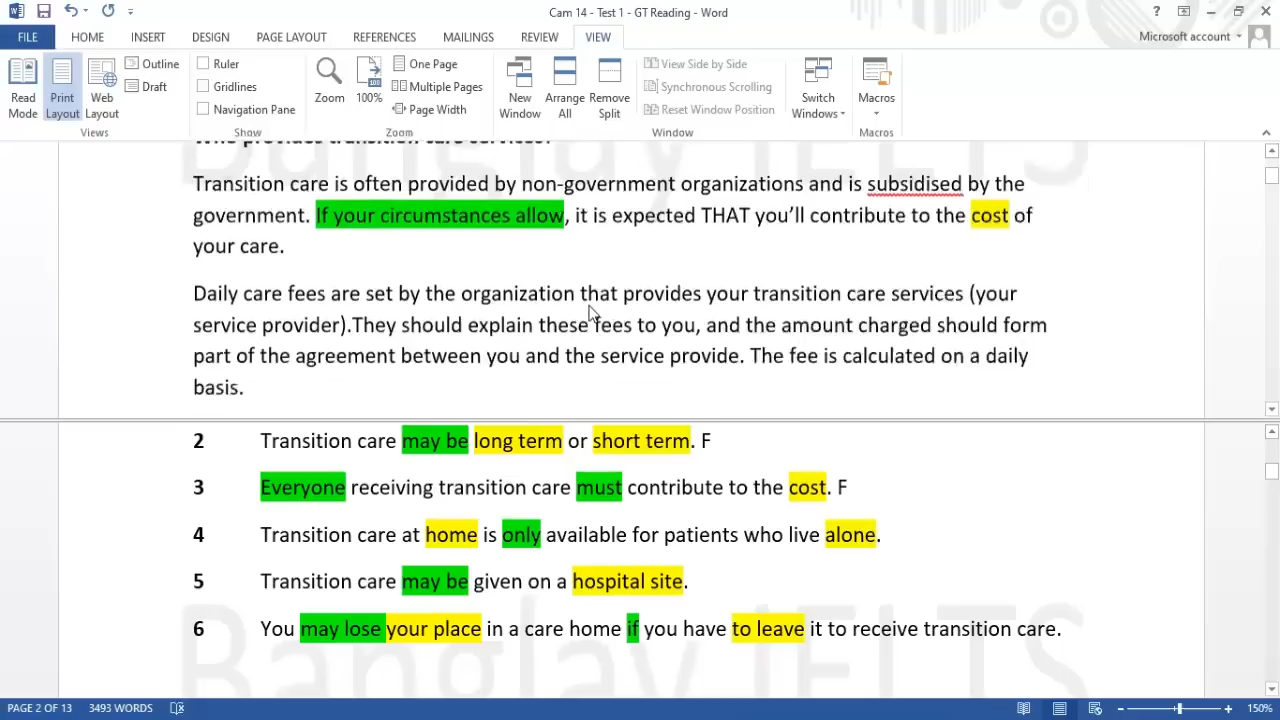 Cam 14 - Test 1 - GT Reading - Word
?
Microsoft account
FILE HOME INSERT DESIGN PAGE LAYOUT REFERENCES MAILINGS REVIEW VIEW
Read Mode
Print Layout
Web Layout
Outline
Draft
Views
Ruler
Gridlines
Navigation Pane
Show
Zoom
100%
One Page
Multiple Pages
Page Width
Zoom
New Window
Arrange All
Remove Split
View Side by Side
Synchronous Scrolling
Reset Window Position
Window
Switch Windows
Macros
Macros
Who provides transition care services?
Transition care is often provided by non-government organizations and is subsidised by the
government. If your circumstances allow, it is expected THAT you'll contribute to the cost of
your care.
Daily care fees are set by the organization that provides your transition care services (your
service provider).They should explain these fees to you, and the amount charged should form
part of the agreement between you and the service provide. The fee is calculated on a daily
basis.
2 Transition care may be long term or short term. F
3 Everyone receiving transition care must contribute to the cost. F
4 Transition care at home is only available for patients who live alone.
5 Transition care may be given on a hospital site.
6 You may lose your place in a care home if you have to leave it to receive transition care.
Banglay IELTS
Banglay IELTS
PAGE 2 OF 13 3493 WORDS
150%